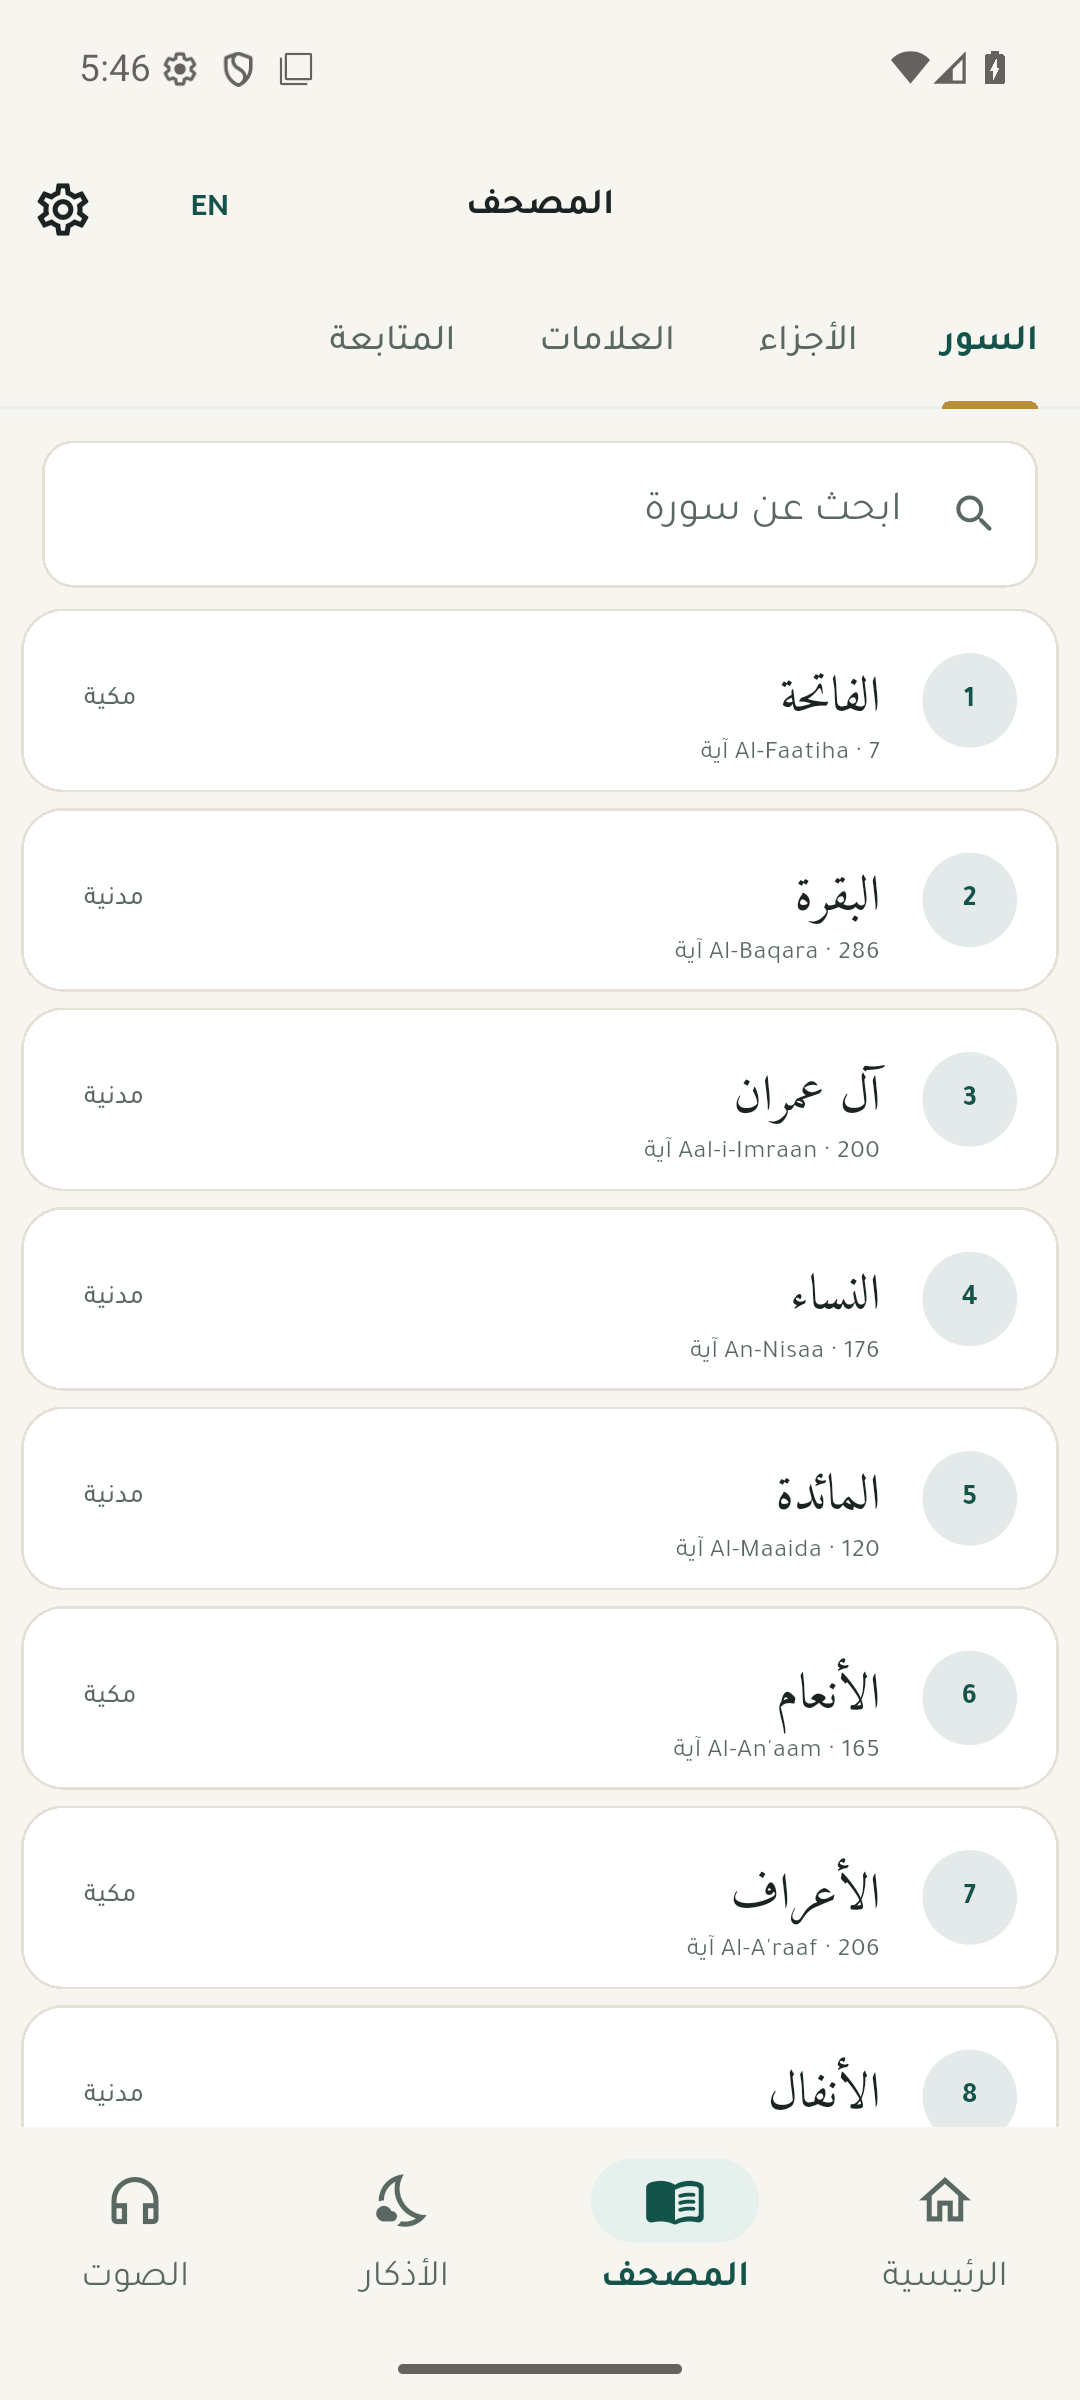 5:46
المصحف
EN
السور
الأجزاء
العلامات
المتابعة
ابحث عن سورة
1
الفاتحة
مكية
Al-Faatiha · 7 آية
2
البقرة
مدنية
Al-Baqara · 286 آية
3
آل عمران
مدنية
Aal-i-Imraan · 200 آية
4
النساء
مدنية
An-Nisaa · 176 آية
5
المائدة
مدنية
Al-Maaida · 120 آية
6
الأنعام
مكية
Al-An'aam · 165 آية
7
الأعراف
مكية
Al-A'raaf · 206 آية
8
الأنفال
مدنية
الرئيسية
المصحف
الأذكار
الصوت